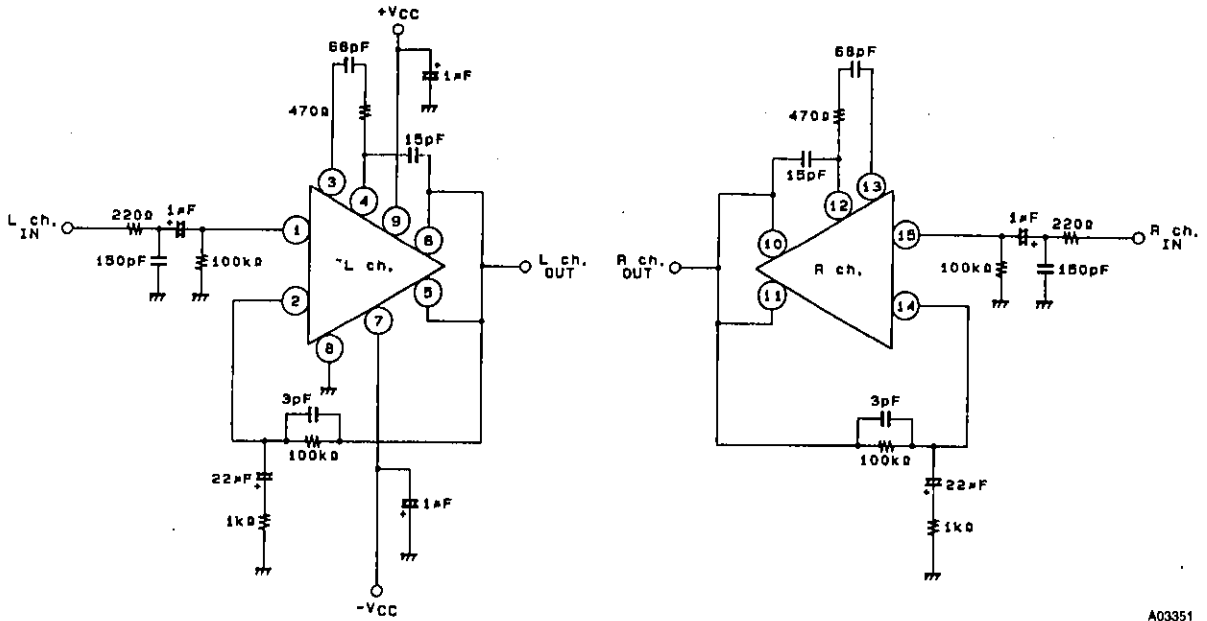 +VCC
68pF
1µF
470Ω
15pF
3
4
9
6
L ch.
IN
220Ω
1µF
+
1
150pF
100kΩ
L ch.
L ch.
OUT
2
5
7
8
3pF
100kΩ
22µF
+
1kΩ
1µF
+
-VCC
68pF
470Ω
15pF
13
12
10
15
R ch.
OUT
R ch.
11
14
1µF
+
220Ω
R ch.
IN
100kΩ
150pF
3pF
100kΩ
22µF
+
1kΩ
A03351